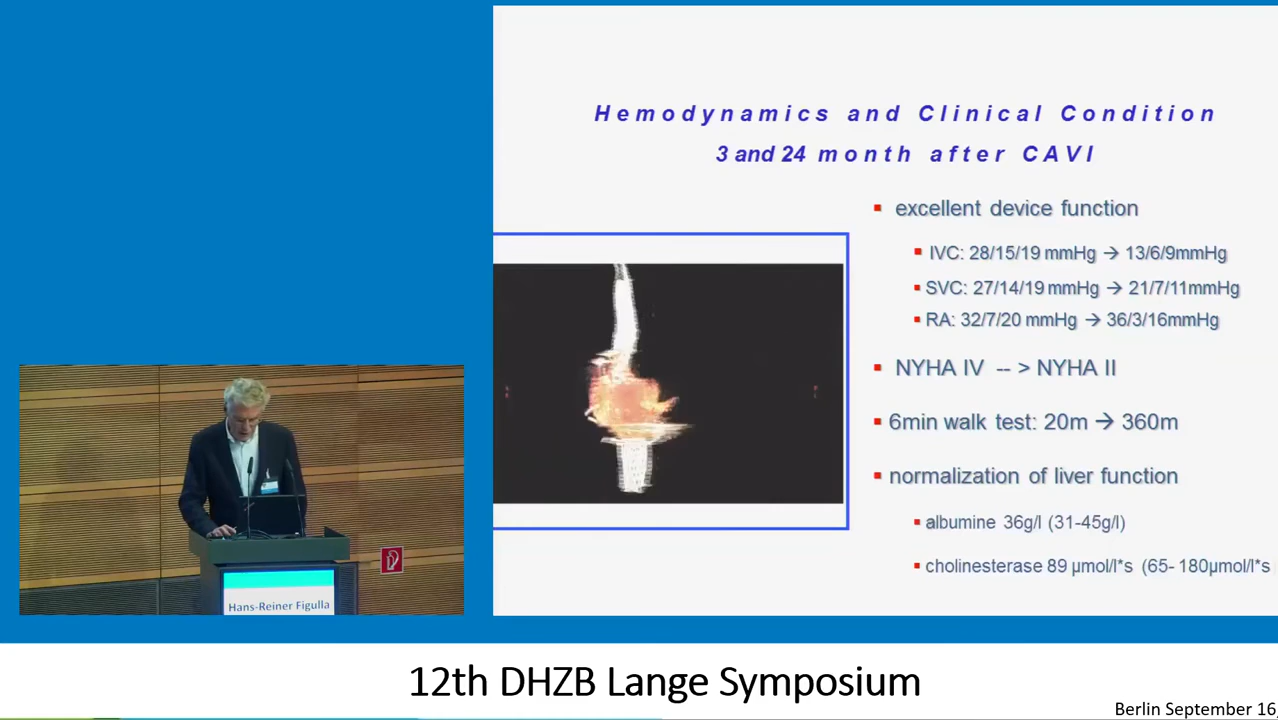 Hemodynamics and Clinical Condition
3 and 24 month after CAVI
excellent device function
IVC: 28/15/19 mmHg → 13/6/9mmHg
SVC: 27/14/19 mmHg → 21/7/11mmHg
RA: 32/7/20 mmHg → 36/3/16mmHg
NYHA IV -- > NYHA II
6min walk test: 20m → 360m
normalization of liver function
albumine 36g/l (31-45g/l)
cholinesterase 89 µmol/l*s (65- 180µmol/l*s
Hans-Reiner Figulla
12th DHZB Lange Symposium
Berlin September 16,